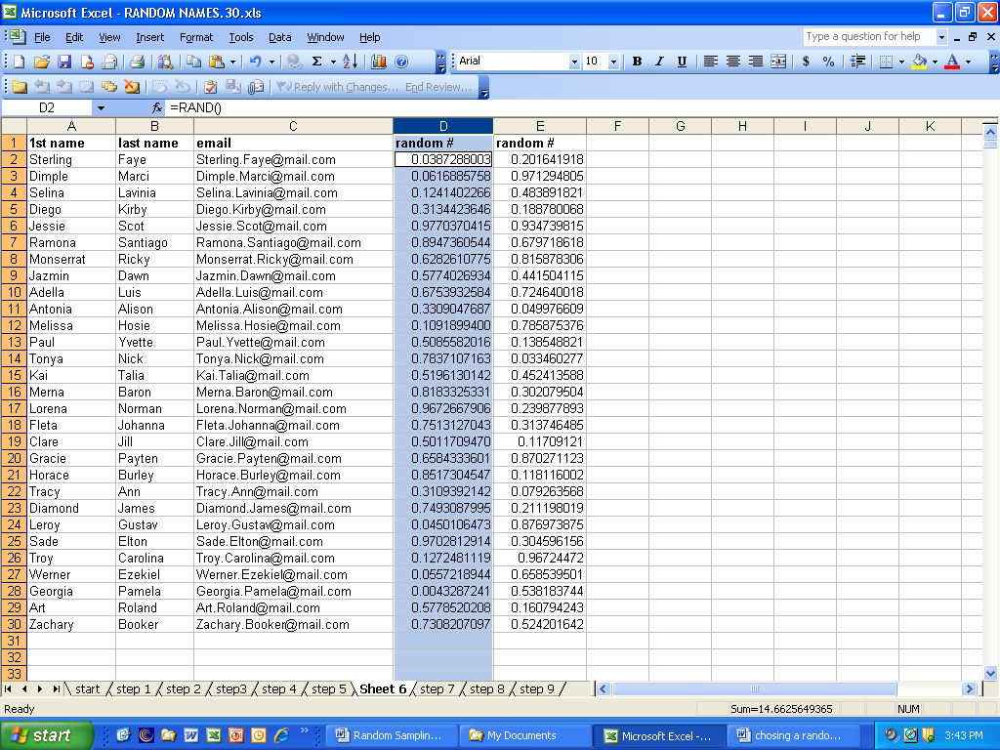 Microsoft Excel - RANDOM NAMES.30.xls
File Edit View Insert Format Tools Data Window Help Type a question for help
Arial 10 B I U $ %
Reply with Changes... End Review...
D2 fx =RAND()
A B C D E F G H I J K
1 1st name last name email random # random #
2 Sterling Faye Sterling.Faye@mail.com 0.0387288003 0.201641918
3 Dimple Marci Dimple.Marci@mail.com 0.0616885758 0.971294805
4 Selina Lavinia Selina.Lavinia@mail.com 0.1241402266 0.483891821
5 Diego Kirby Diego.Kirby@mail.com 0.3134423646 0.188780068
6 Jessie Scot Jessie.Scot@mail.com 0.9770370415 0.934739815
7 Ramona Santiago Ramona.Santiago@mail.com 0.8947360544 0.679718618
8 Monserrat Ricky Monserrat.Ricky@mail.com 0.6282610775 0.815878306
9 Jazmin Dawn Jazmin.Dawn@mail.com 0.5774026934 0.441504115
10 Adella Luis Adella.Luis@mail.com 0.6753932584 0.724640018
11 Antonia Alison Antonia.Alison@mail.com 0.3309047687 0.049976609
12 Melissa Hosie Melissa.Hosie@mail.com 0.1091899400 0.785875376
13 Paul Yvette Paul.Yvette@mail.com 0.5085582016 0.138548821
14 Tonya Nick Tonya.Nick@mail.com 0.7837107163 0.033460277
15 Kai Talia Kai.Talia@mail.com 0.5196130142 0.452413588
16 Merna Baron Merna.Baron@mail.com 0.8183325331 0.302079504
17 Lorena Norman Lorena.Norman@mail.com 0.9672667906 0.239877893
18 Fleta Johanna Fleta.Johanna@mail.com 0.7513127043 0.313746485
19 Clare Jill Clare.Jill@mail.com 0.5011709470 0.11709121
20 Gracie Payten Gracie.Payten@mail.com 0.6584333601 0.870271123
21 Horace Burley Horace.Burley@mail.com 0.8517304547 0.118116002
22 Tracy Ann Tracy.Ann@mail.com 0.3109392142 0.079263568
23 Diamond James Diamond.James@mail.com 0.7493087995 0.211198019
24 Leroy Gustav Leroy.Gustav@mail.com 0.0450106473 0.876973875
25 Sade Elton Sade.Elton@mail.com 0.9702812914 0.304596156
26 Troy Carolina Troy.Carolina@mail.com 0.1272481119 0.96724472
27 Werner Ezekiel Werner.Ezekiel@mail.com 0.0557218944 0.658539501
28 Georgia Pamela Georgia.Pamela@mail.com 0.0043287241 0.538183744
29 Art Roland Art.Roland@mail.com 0.5778520208 0.160794243
30 Zachary Booker Zachary.Booker@mail.com 0.7308207097 0.524201642
31
32
33
start step 1 step 2 step3 step 4 step 5 Sheet 6 step 7 step 8 step 9
Ready Sum=14.6625649365 NUM
start Random Samplin... My Documents Microsoft Excel -... chosing a rando... 3:43 PM